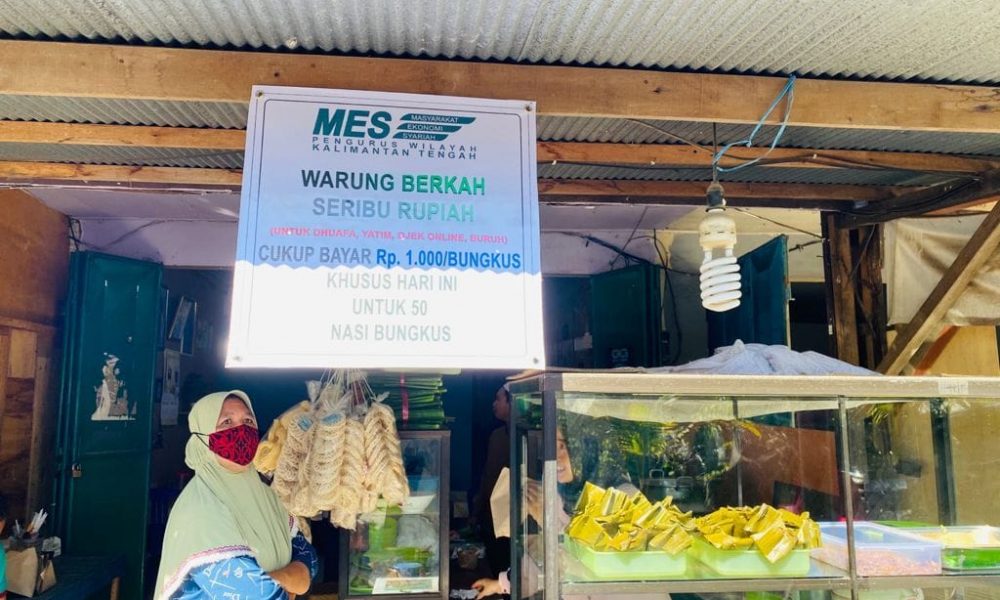 MES
MASYARAKAT
EKONOMI
SYARIAH
PENGURUS WILAYAH
KALIMANTAN TENGAH
WARUNG BERKAH
SERIBU RUPIAH
(UNTUK DHUAFA, YATIM, OJEK ONLINE, BURUH)
CUKUP BAYAR Rp. 1.000/BUNGKUS
KHUSUS HARI INI
UNTUK 50
NASI BUNGKUS